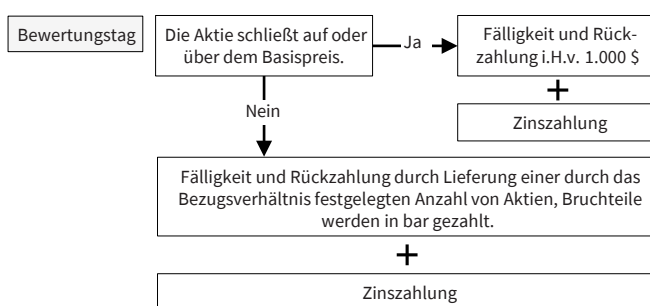 Bewertungstag
Die Aktie schließt auf oder
über dem Basispreis.
Ja
Fälligkeit und Rück-
zahlung i.H.v. 1.000 $
+
Zinszahlung
Nein
Fälligkeit und Rückzahlung durch Lieferung einer durch das
Bezugsverhältnis festgelegten Anzahl von Aktien, Bruchteile
werden in bar gezahlt.
+
Zinszahlung